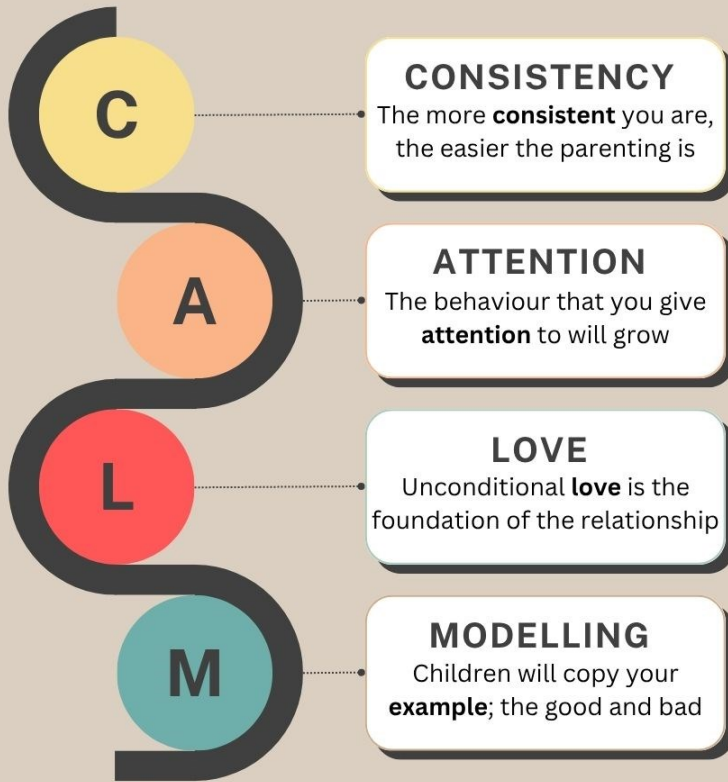 C
CONSISTENCY
The more consistent you are,
the easier the parenting is
A
ATTENTION
The behaviour that you give
attention to will grow
L
LOVE
Unconditional love is the
foundation of the relationship
M
MODELLING
Children will copy your
example; the good and bad